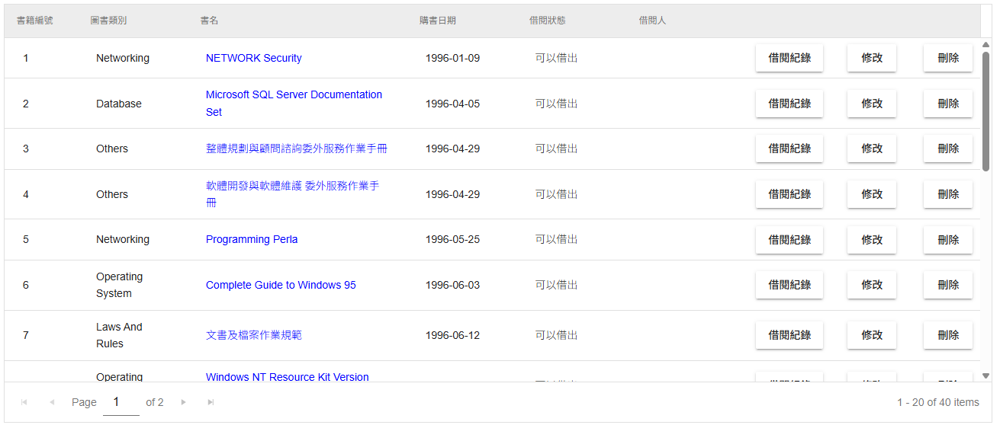 書籍編號 圖書類別 書名 購書日期 借閱狀態 借閱人
1 Networking NETWORK Security 1996-01-09 可以借出 借閱紀錄 修改 刪除
2 Database Microsoft SQL Server Documentation Set 1996-04-05 可以借出 借閱紀錄 修改 刪除
3 Others 整體規劃與顧問諮詢委外服務作業手冊 1996-04-29 可以借出 借閱紀錄 修改 刪除
4 Others 軟體開發與軟體維護 委外服務作業手冊 1996-04-29 可以借出 借閱紀錄 修改 刪除
5 Networking Programming Perla 1996-05-25 可以借出 借閱紀錄 修改 刪除
6 Operating System Complete Guide to Windows 95 1996-06-03 可以借出 借閱紀錄 修改 刪除
7 Laws And Rules 文書及檔案作業規範 1996-06-12 可以借出 借閱紀錄 修改 刪除
Operating Windows NT Resource Kit Version
Page 1 of 2 1 - 20 of 40 items